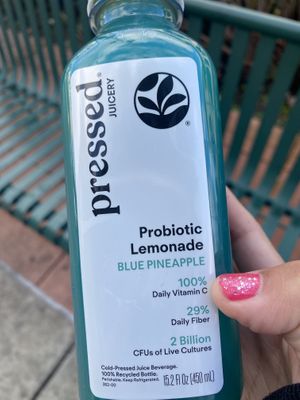 pressed®
JUICERY
®
Probiotic
Lemonade
BLUE PINEAPPLE
100%
Daily Vitamin C
29%
Daily Fiber
2 Billion
CFUs of Live Cultures
Cold-Pressed Juice Beverage.
100% Recycled Bottle.
Perishable. Keep Refrigerated.
15.2 Fl Oz (450 mL)